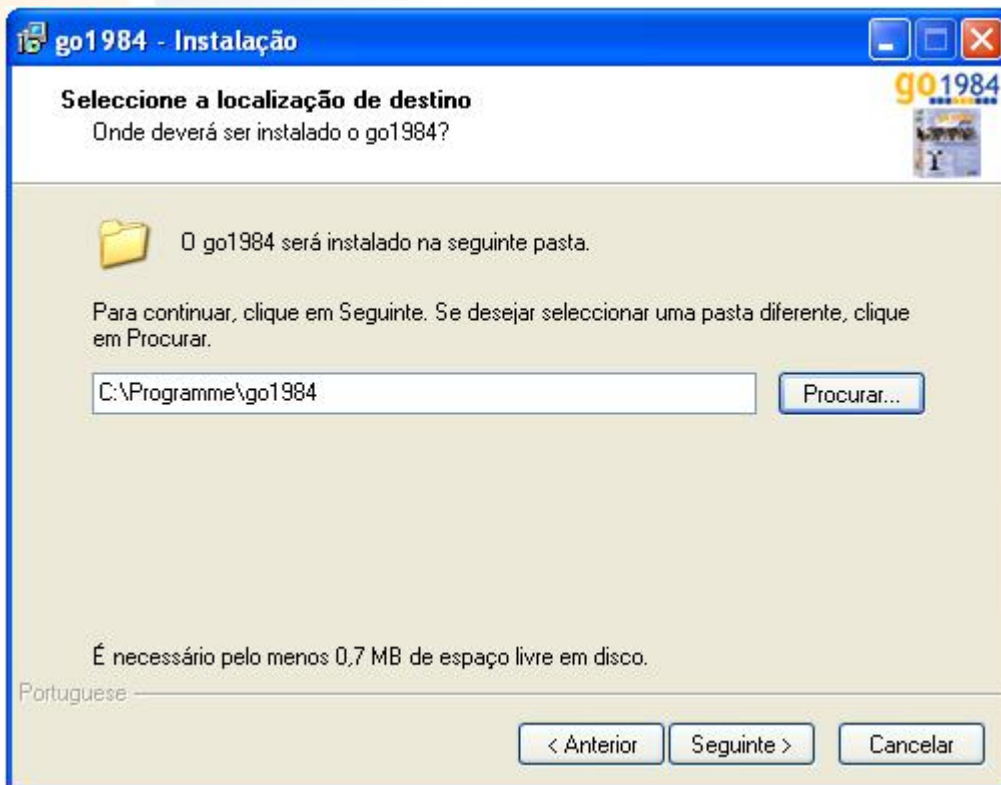 go1984 - Instalação
Seleccione a localização de destino
Onde deverá ser instalado o go1984?
go1984
O go1984 será instalado na seguinte pasta.
Para continuar, clique em Seguinte. Se desejar seleccionar uma pasta diferente, clique
em Procurar.
C:\Programme\go1984
Procurar...
É necessário pelo menos 0,7 MB de espaço livre em disco.
Portuguese
< Anterior
Seguinte >
Cancelar